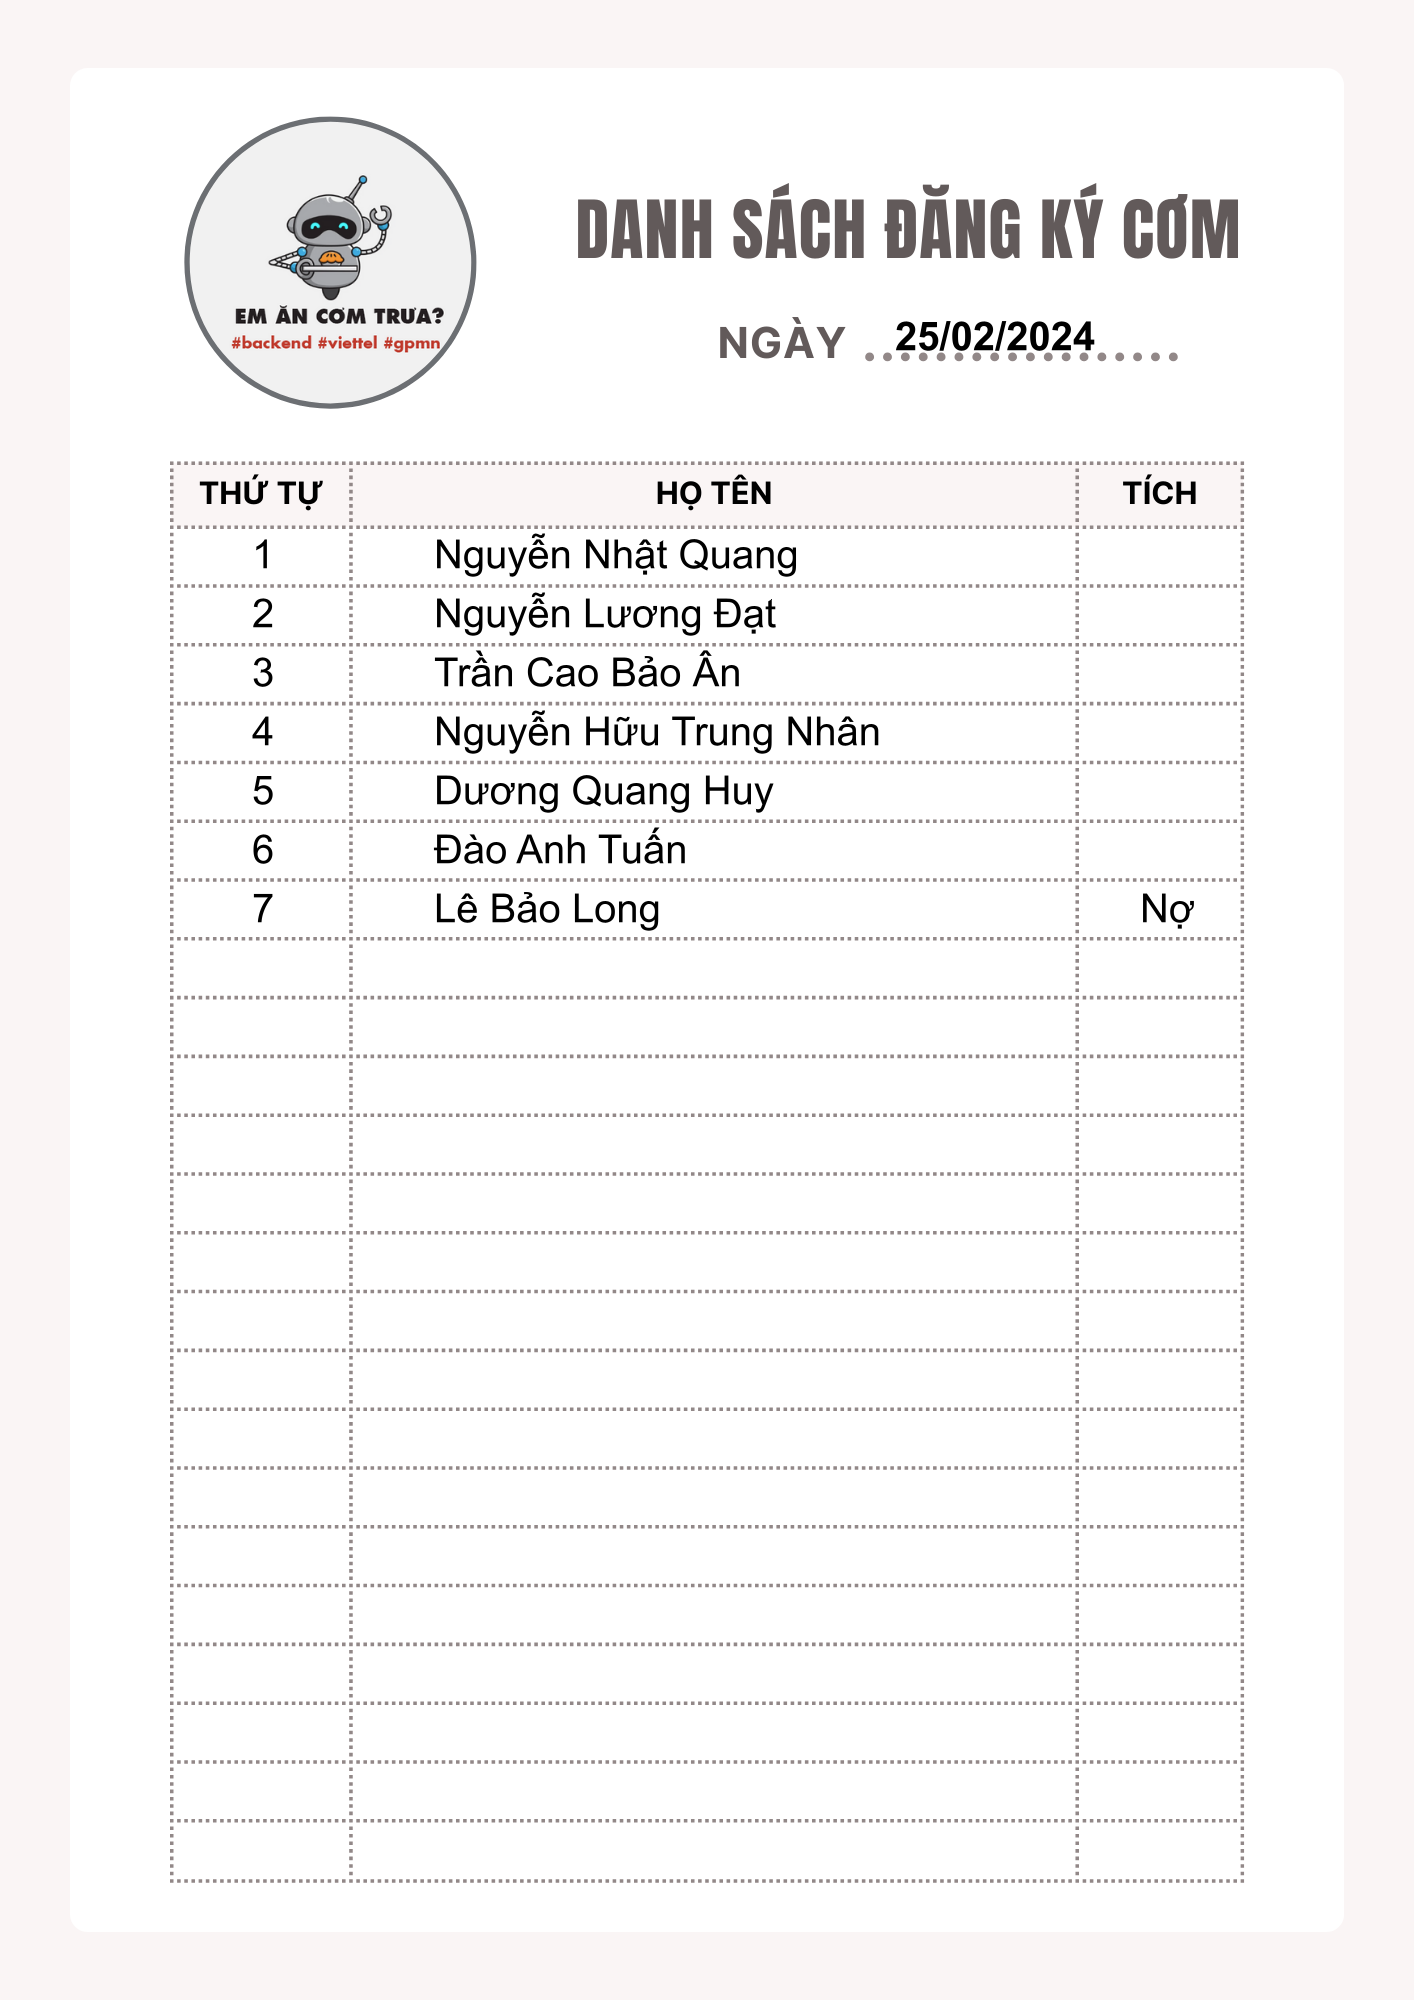 EM ĂN CƠM TRƯA?
#backend #viettel #gpmn
DANH SÁCH ĐĂNG KÝ CƠM
NGÀY 25/02/2024
THỨ TỰ HỌ TÊN TÍCH
1 Nguyễn Nhật Quang
2 Nguyễn Lương Đạt
3 Trần Cao Bảo Ân
4 Nguyễn Hữu Trung Nhân
5 Dương Quang Huy
6 Đào Anh Tuấn
7 Lê Bảo Long Nợ